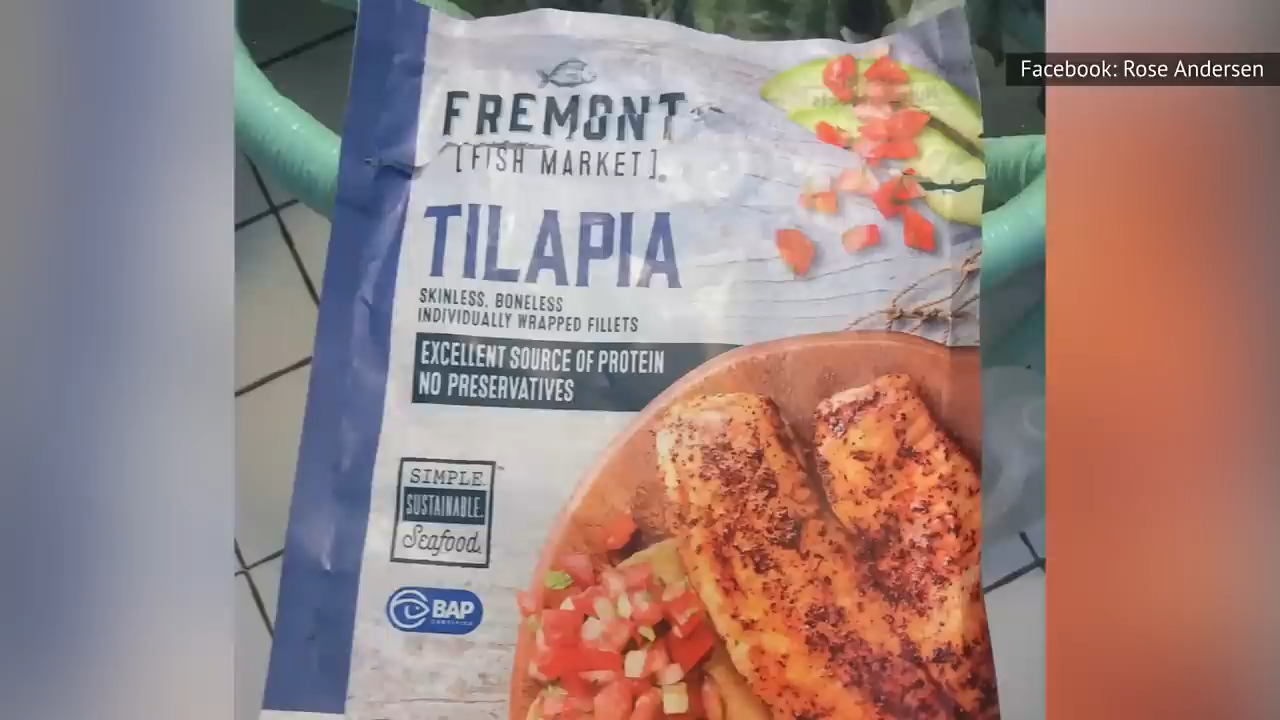 Facebook: Rose Andersen
FREMONT
[FISH MARKET]®
TILAPIA
SKINLESS, BONELESS
INDIVIDUALLY WRAPPED FILLETS
EXCELLENT SOURCE OF PROTEIN
NO PRESERVATIVES
SIMPLE
SUSTAINABLE
Seafood
BAP
CERTIFIED